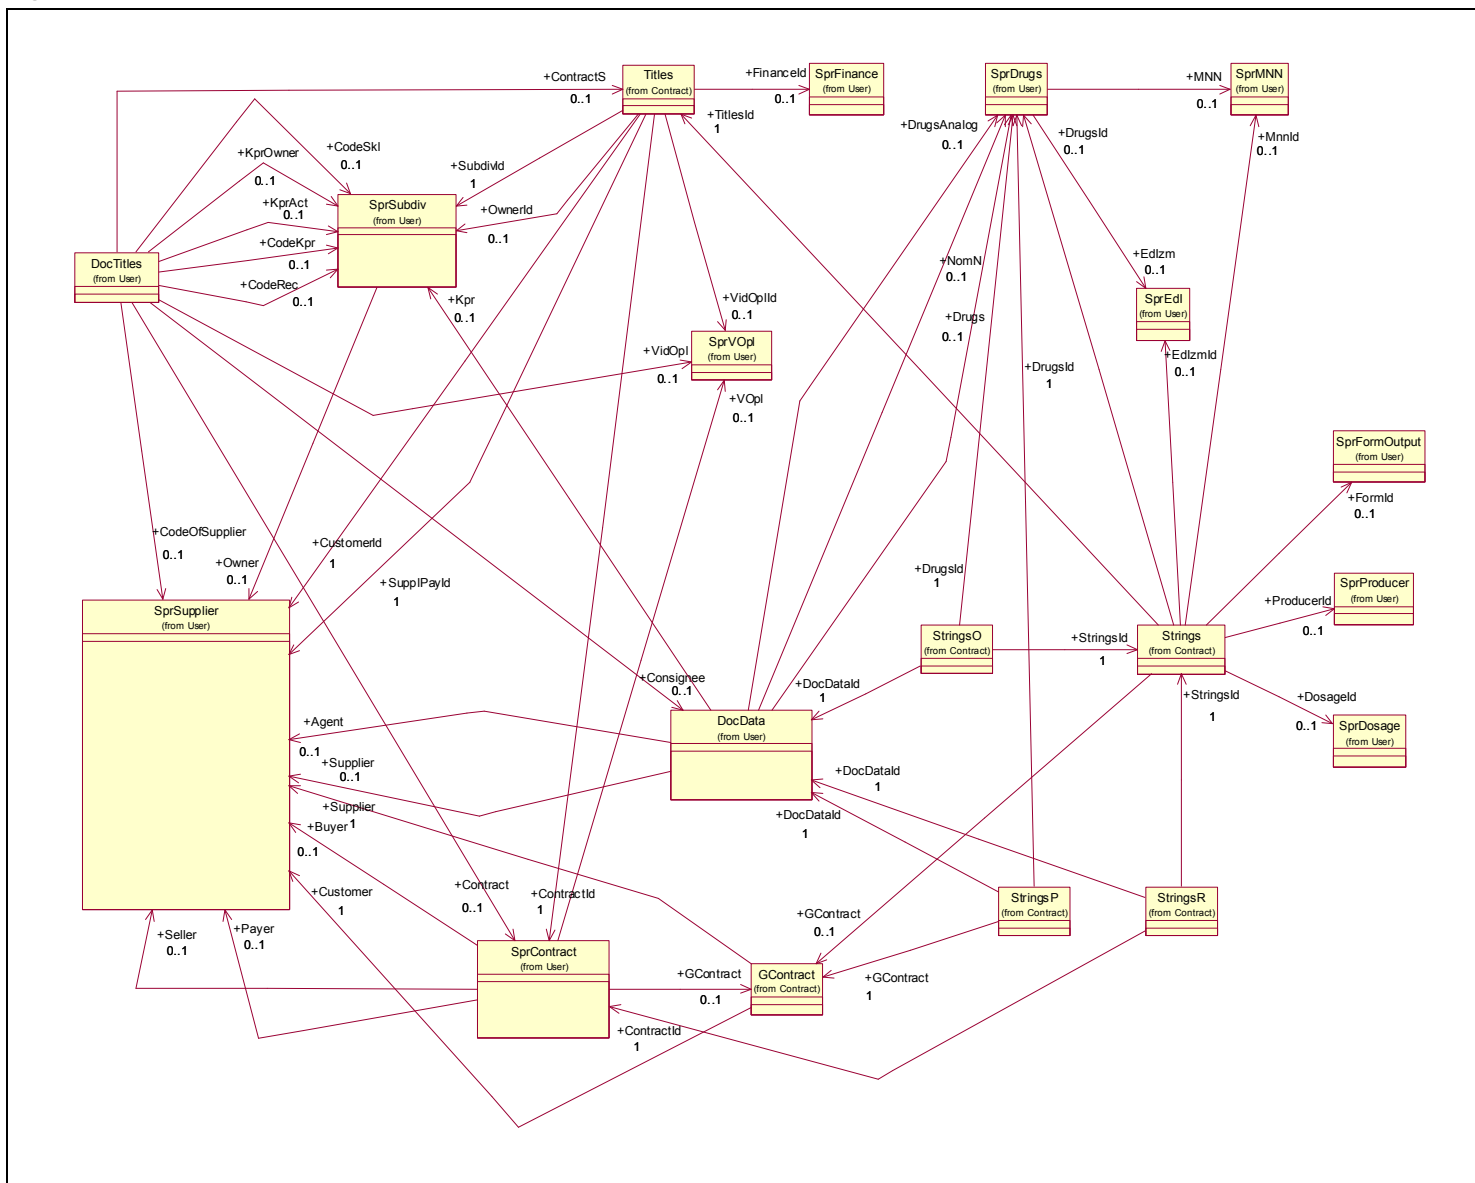 +ContractS
0..1
Titles
(from Contract)
+FinanceId
0..1
SprFinance
(from User)
SprDrugs
(from User)
+MNN
0..1
SprMNN
(from User)
+TitlesId
1
+DrugsAnalog
0..1
+DrugsId
0..1
+MnnId
0..1
+CodeSkl
0..1
+KprOwner
0..1
+SubdivId
1
+KprAct
0..1
SprSubdiv
(from User)
+OwnerId
0..1
+CodeKpr
0..1
DocTitles
(from User)
+CodeRec
0..1
+NomN
0..1
+EdIzm
0..1
+Kpr
0..1
+VidOplId
0..1
SprEdI
(from User)
+Drugs
0..1
SprVOpl
(from User)
+VidOpl
0..1
+EdIzmId
0..1
+DrugsId
1
+VOpl
0..1
SprFormOutput
(from User)
+FormId
0..1
+CodeOfSupplier
0..1
+CustomerId
1
+Owner
0..1
+SupplPayId
1
+DrugsId
1
SprProducer
(from User)
+ProducerId
0..1
SprSupplier
(from User)
StringsO
(from Contract)
+StringsId
1
Strings
(from Contract)
+Consignee
0..1
+DocDataId
1
+StringsId
1
+DosageId
0..1
SprDosage
(from User)
+Agent
0..1
DocData
(from User)
+Supplier
0..1
+DocDataId
1
+Supplier
1
+DocDataId
1
+Buyer
0..1
+Customer
1
+Contract
0..1
+ContractId
1
StringsP
(from Contract)
StringsR
(from Contract)
+Seller
0..1
+Payer
0..1
+GContract
0..1
SprContract
(from User)
+GContract
0..1
GContract
(from Contract)
+GContract
1
+ContractId
1